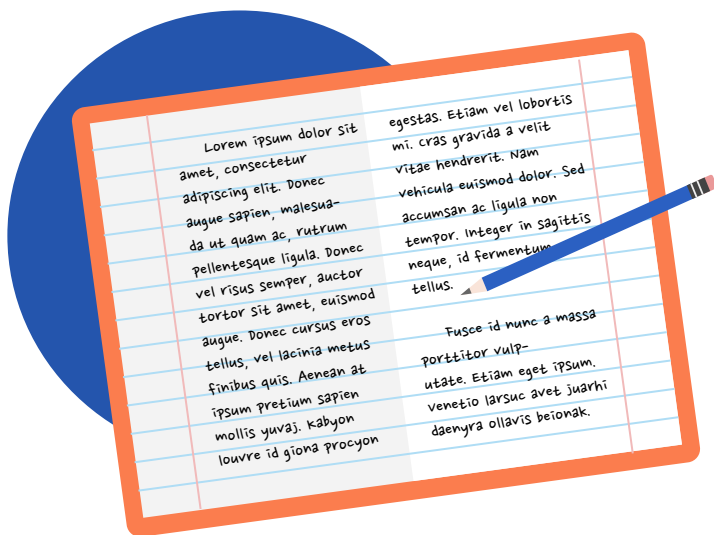 Lorem ipsum dolor sit
amet, consectetur
adipiscing elit. Donec
augue sapien, malesua-
da ut quam ac, rutrum
pellentesque ligula. Donec
vel risus semper, auctor
tortor sit amet, euismod
augue. Donec cursus eros
tellus, vel lacinia metus
finibus quis. Aenean at
ipsum pretium sapien
mollis yuvaj. Kabyon
louvre id giona procyon
egestas. Etiam vel lobortis
mi. Cras gravida a velit
vitae hendrerit. Nam
vehicula euismod dolor. Sed
accumsan ac ligula non
tempor. Integer in sagittis
neque, id fermentum
tellus.
Fusce id nunc a massa
porttitor vulp-
utate. Etiam eget ipsum.
venetio larsuc avet juarhi
daenyra ollavis beionak.